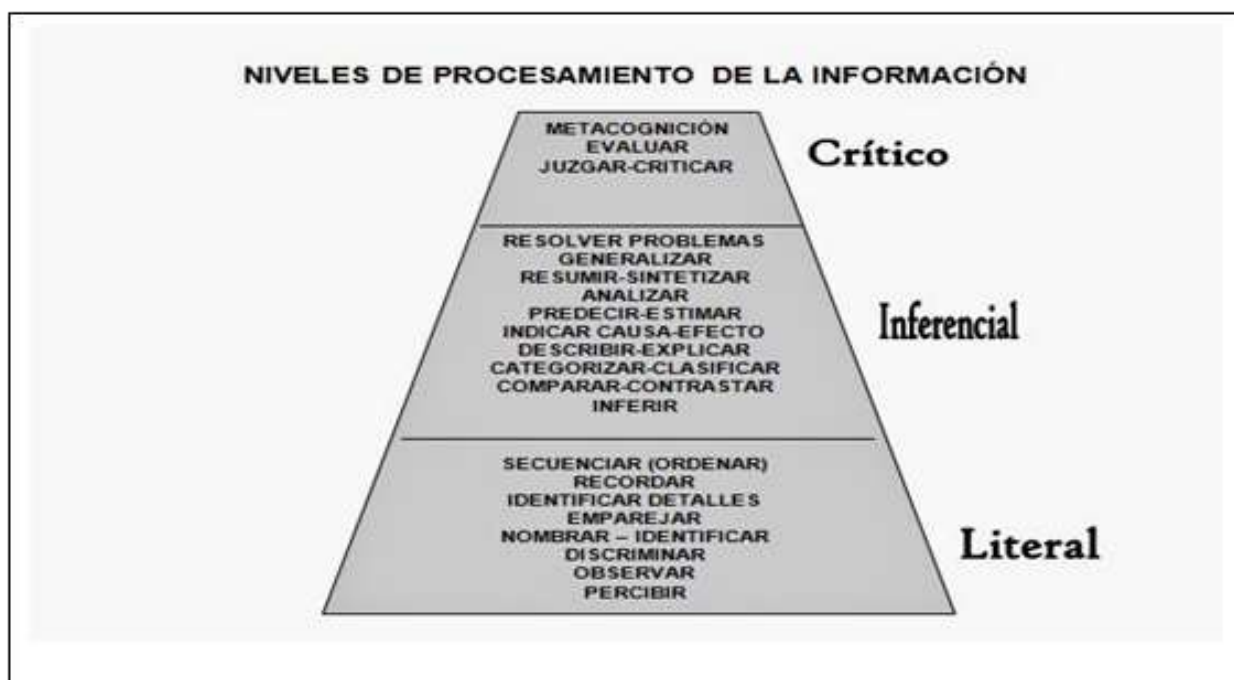 NIVELES DE PROCESAMIENTO DE LA INFORMACIÓN
METACOGNICIÓN
EVALUAR
JUZGAR-CRITICAR
Crítico
RESOLVER PROBLEMAS
GENERALIZAR
RESUMIR-SINTETIZAR
ANALIZAR
PREDECIR-ESTIMAR
INDICAR CAUSA-EFECTO
DESCRIBIR-EXPLICAR
CATEGORIZAR-CLASIFICAR
COMPARAR-CONTRASTAR
INFERIR
Inferencial
SECUENCIAR (ORDENAR)
RECORDAR
IDENTIFICAR DETALLES
EMPAREJAR
NOMBRAR – IDENTIFICAR
DISCRIMINAR
OBSERVAR
PERCIBIR
Literal